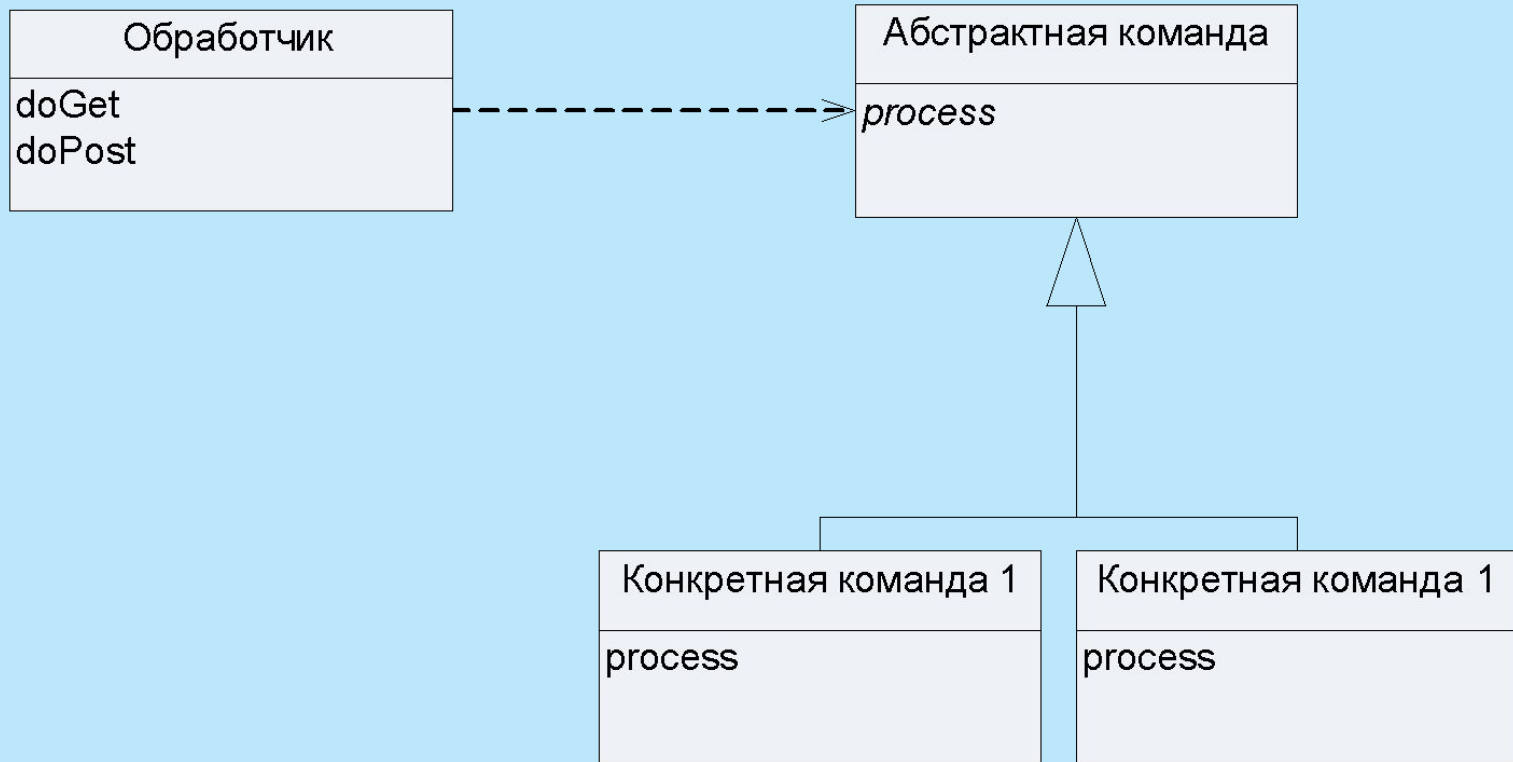 Обработчик
doGet
doPost
Абстрактная команда
process
Конкретная команда 1
process
Конкретная команда 1
process